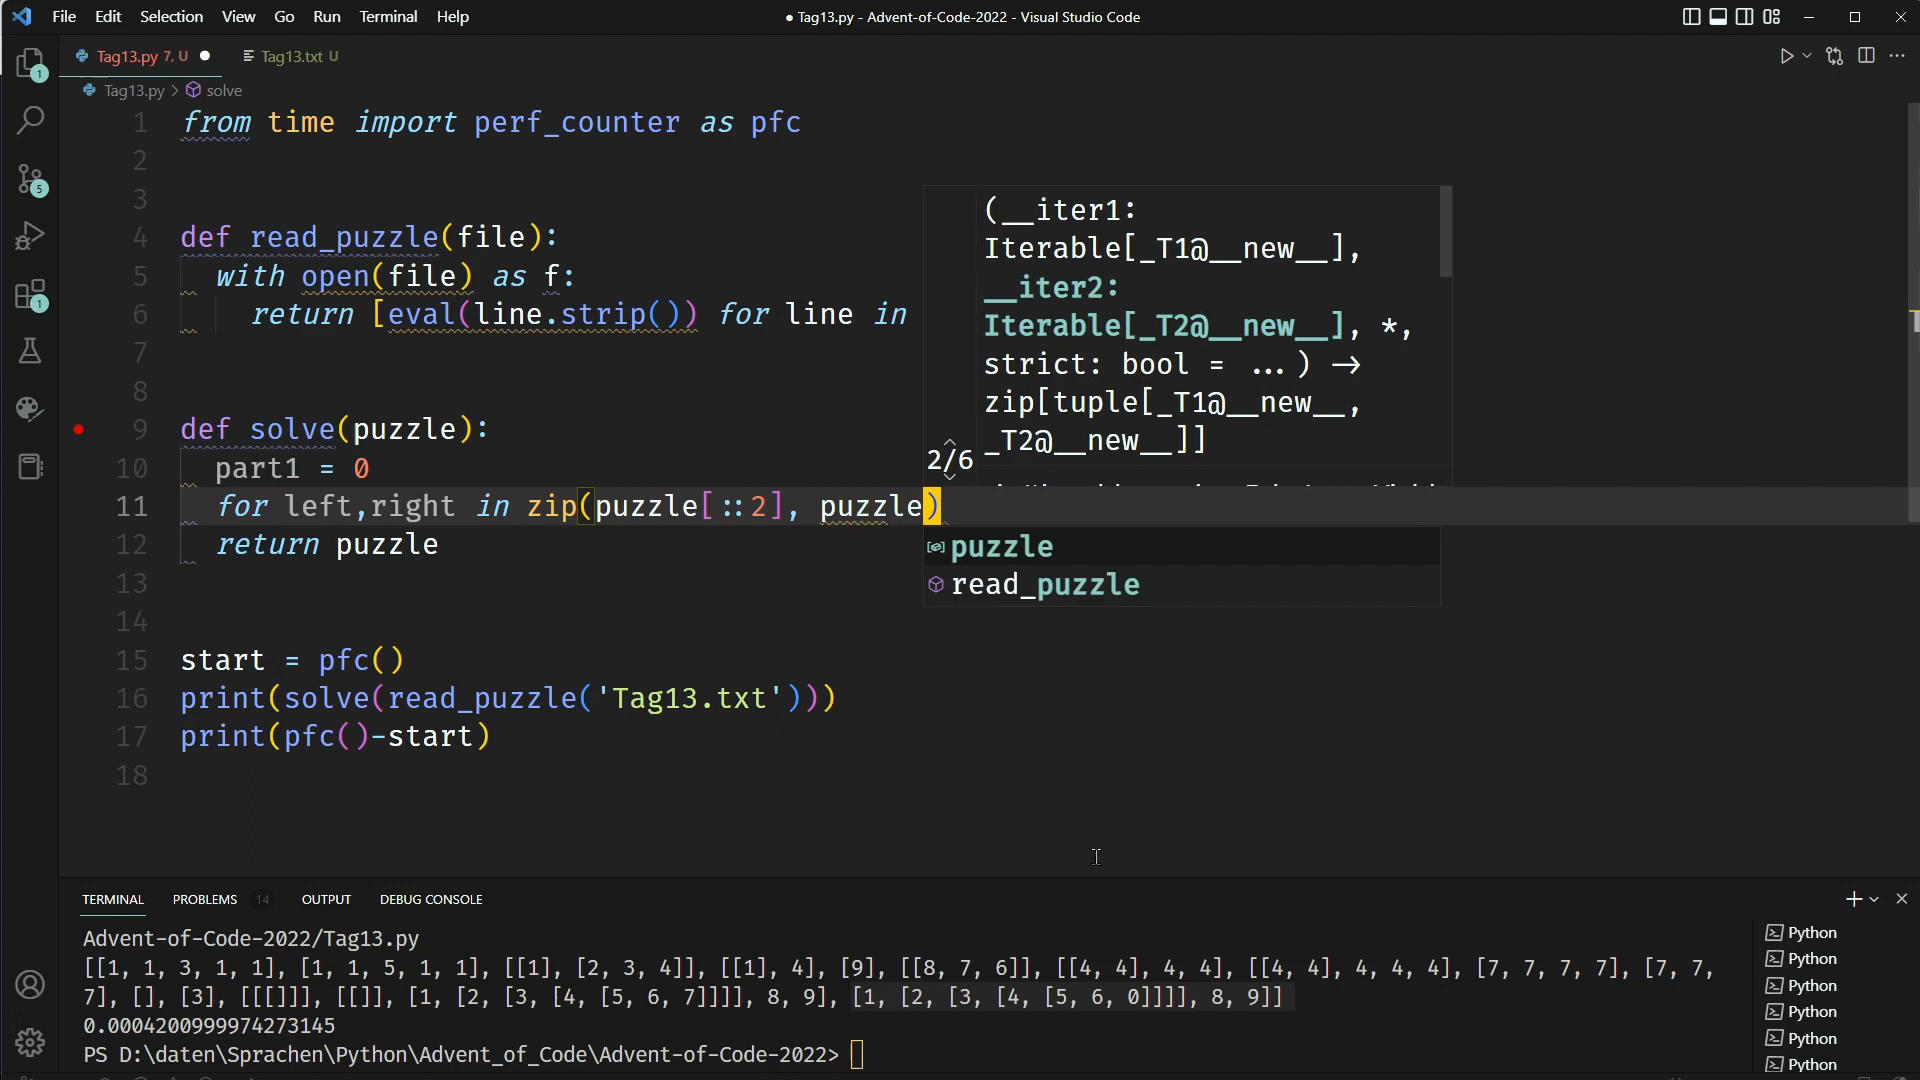 File Edit Selection View Go Run Terminal Help
● Tag13.py - Advent-of-Code-2022 - Visual Studio Code
Tag13.py 7, U ●
Tag13.txt U
Tag13.py > solve
1 from time import perf_counter as pfc
2
3
4 def read_puzzle(file):
5 with open(file) as f:
6 return [eval(line.strip()) for line in
7
8
9 def solve(puzzle):
10 part1 = 0
11 for left,right in zip(puzzle[::2], puzzle)
12 return puzzle
13
14
15 start = pfc()
16 print(solve(read_puzzle('Tag13.txt')))
17 print(pfc()-start)
18
(__iter1:
Iterable[_T1@__new__],
__iter2:
Iterable[_T2@__new__], *,
strict: bool = ...) ->
zip[tuple[_T1@__new__,
_T2@__new__]]
2/6
puzzle
read_puzzle
1
5
1
TERMINAL PROBLEMS 14 OUTPUT DEBUG CONSOLE
Advent-of-Code-2022/Tag13.py
[[1, 1, 3, 1, 1], [1, 1, 5, 1, 1], [[1], [2, 3, 4]], [[1], 4], [9], [[8, 7, 6]], [[4, 4], 4, 4], [[4, 4], 4, 4, 4], [7, 7, 7, 7], [7, 7,
7], [], [3], [[[]]], [[]], [1, [2, [3, [4, [5, 6, 7]]]], 8, 9], [1, [2, [3, [4, [5, 6, 0]]]], 8, 9]]
0.0004200999974273145
PS D:\daten\Sprachen\Python\Advent_of_Code\Advent-of-Code-2022>
Python
Python
Python
Python
Python
Python